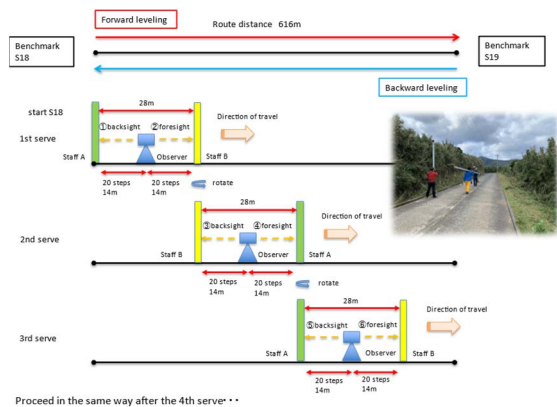 Forward leveling
Route distance 616m
Benchmark
S18
Benchmark
S19
Backward leveling
start S18
1st serve
28m
①backsight ②foresight
Direction of travel
Staff A Observer Staff B
20 steps 20 steps
14m 14m
rotate
2nd serve
28m
③backsight ④foresight
Direction of travel
Staff B Observer Staff A
20 steps 20 steps
14m 14m
rotate
3rd serve
28m
⑤backsight ⑥foresight
Direction of travel
Staff A Observer Staff B
20 steps 20 steps
14m 14m
Proceed in the same way after the 4th serve・・・